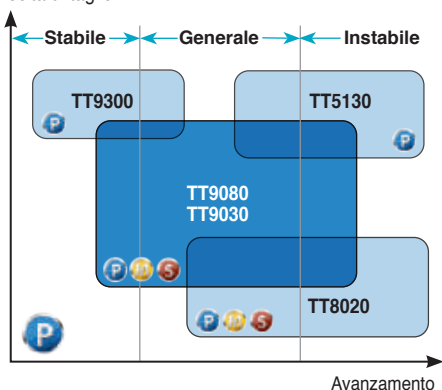 Stabile Generale Instabile
TT9300 TT5130
P P
TT9080
TT9030
P M S
TT8020
P M S
P
Avanzamento